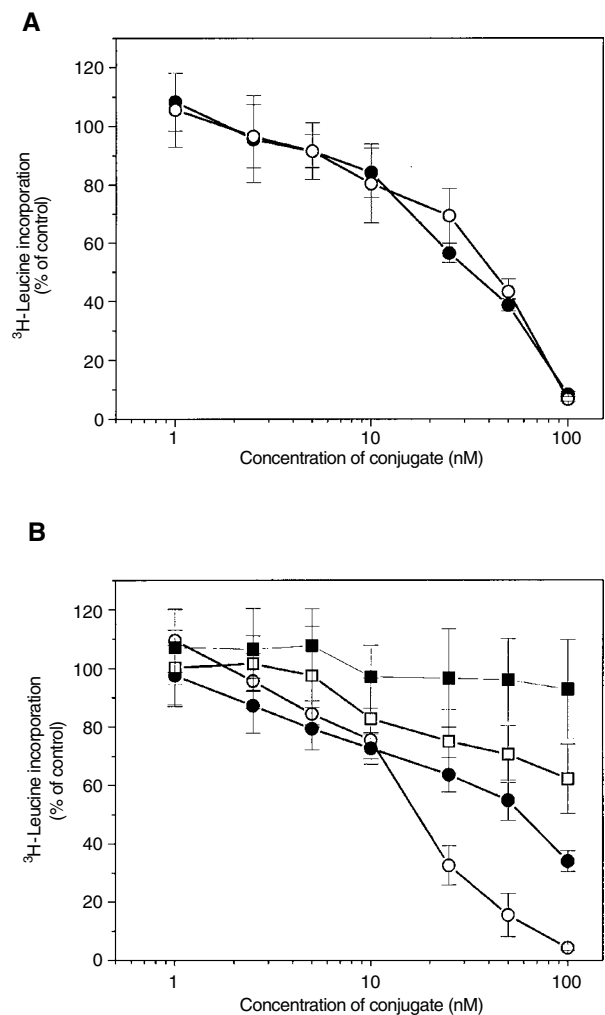 A
120
100
80
60
40
20
0
³H-Leucine incorporation
(% of control)
1
10
100
Concentration of conjugate (nM)
B
120
100
80
60
40
20
0
³H-Leucine incorporation
(% of control)
1
10
100
Concentration of conjugate (nM)